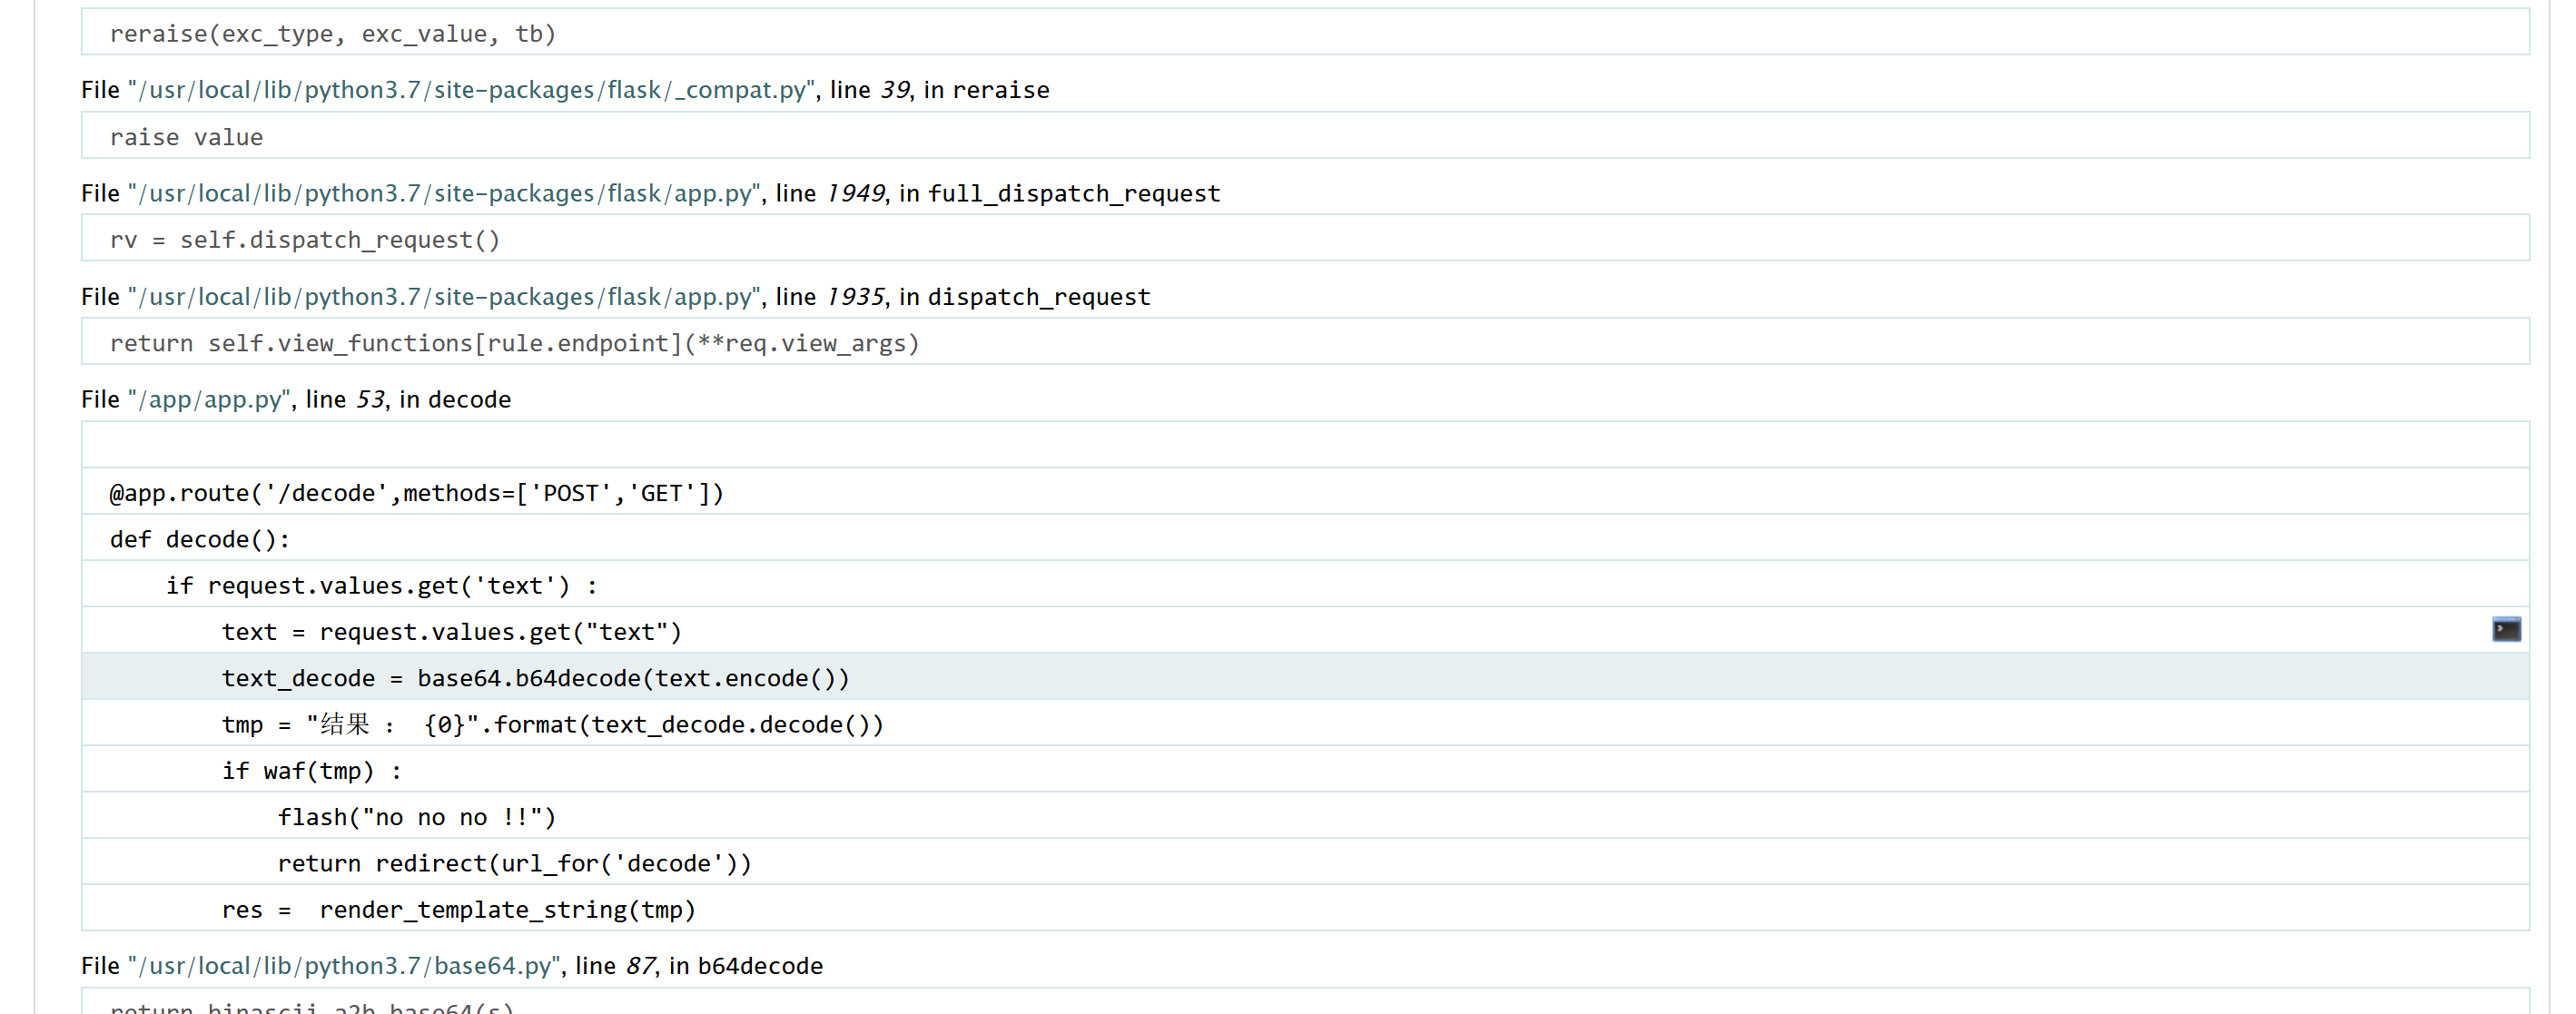 reraise(exc_type, exc_value, tb)
File "/usr/local/lib/python3.7/site-packages/flask/_compat.py", line 39, in reraise
raise value
File "/usr/local/lib/python3.7/site-packages/flask/app.py", line 1949, in full_dispatch_request
rv = self.dispatch_request()
File "/usr/local/lib/python3.7/site-packages/flask/app.py", line 1935, in dispatch_request
return self.view_functions[rule.endpoint](**req.view_args)
File "/app/app.py", line 53, in decode
@app.route('/decode',methods=['POST','GET'])
def decode():
    if request.values.get('text') :
        text = request.values.get("text")
        text_decode = base64.b64decode(text.encode())
        tmp = "结果 ： {0}".format(text_decode.decode())
        if waf(tmp) :
            flash("no no no !!")
            return redirect(url_for('decode'))
        res =  render_template_string(tmp)
File "/usr/local/lib/python3.7/base64.py", line 87, in b64decode
return binascii.a2b_base64(s)